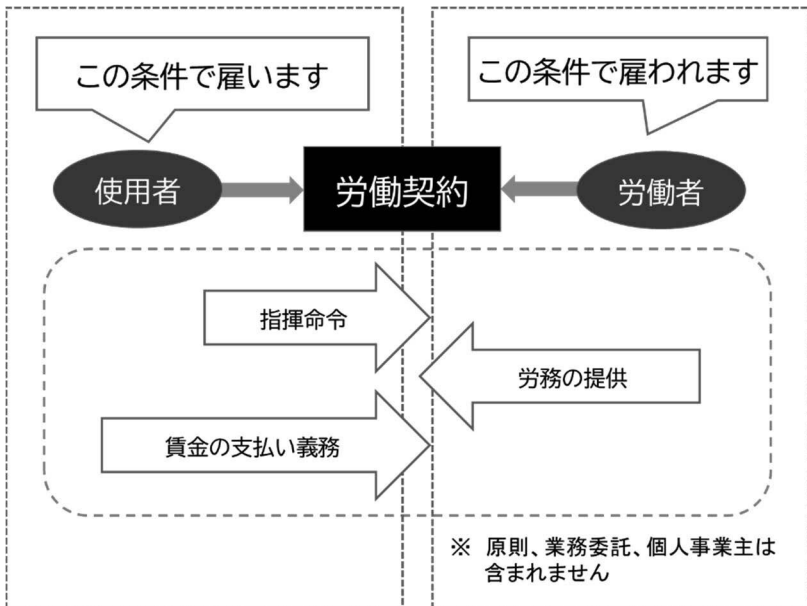 この条件で雇います
この条件で雇われます
使用者
労働契約
労働者
指揮命令
労務の提供
賃金の支払い義務
※ 原則、業務委託、個人事業主は
含まれません